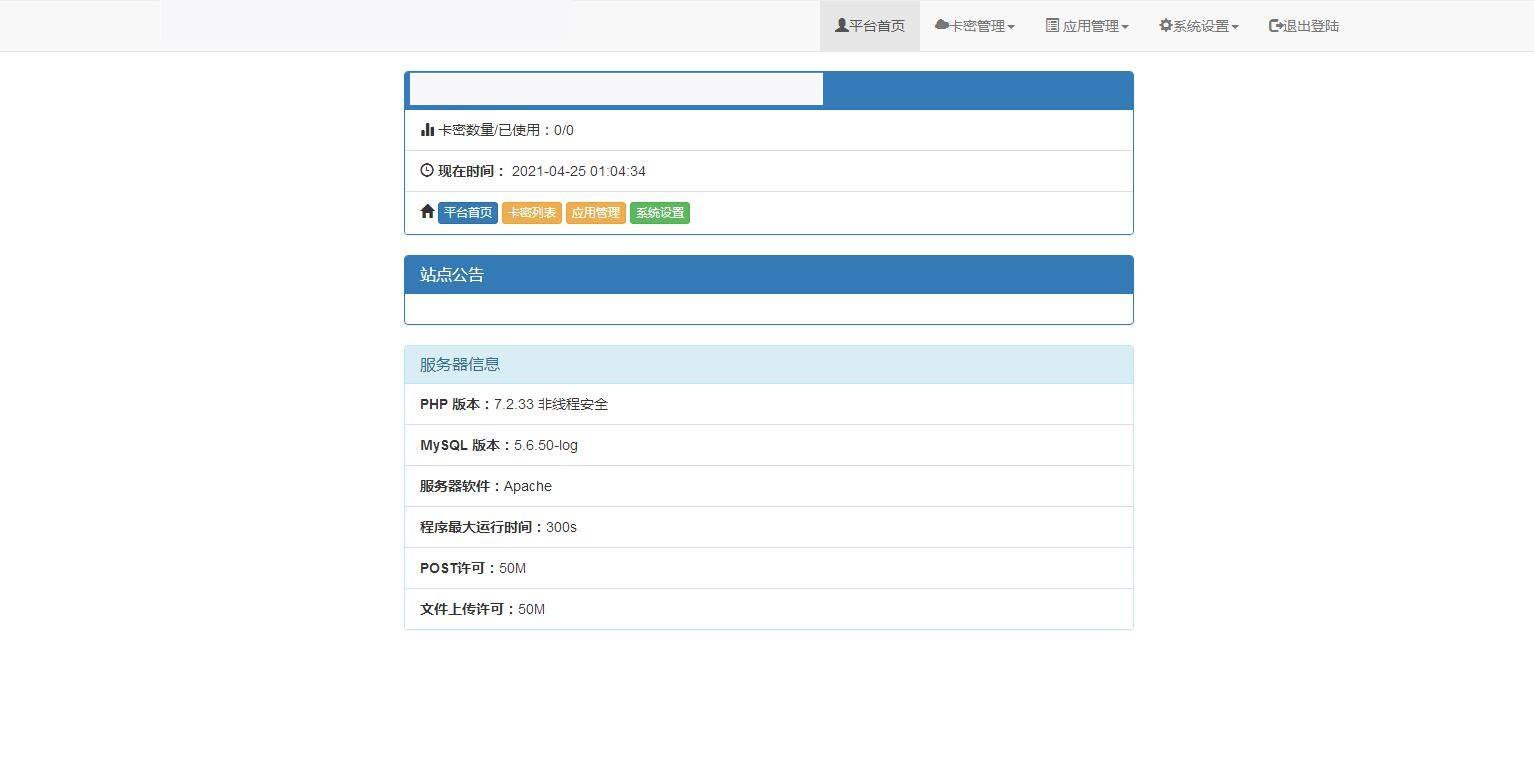 平台首页 卡密管理 应用管理 系统设置 退出登陆
卡密数量/已使用：0/0
现在时间： 2021-04-25 01:04:34
平台首页 卡密列表 应用管理 系统设置
站点公告
服务器信息
PHP 版本：7.2.33 非线程安全
MySQL 版本：5.6.50-log
服务器软件：Apache
程序最大运行时间：300s
POST许可：50M
文件上传许可：50M